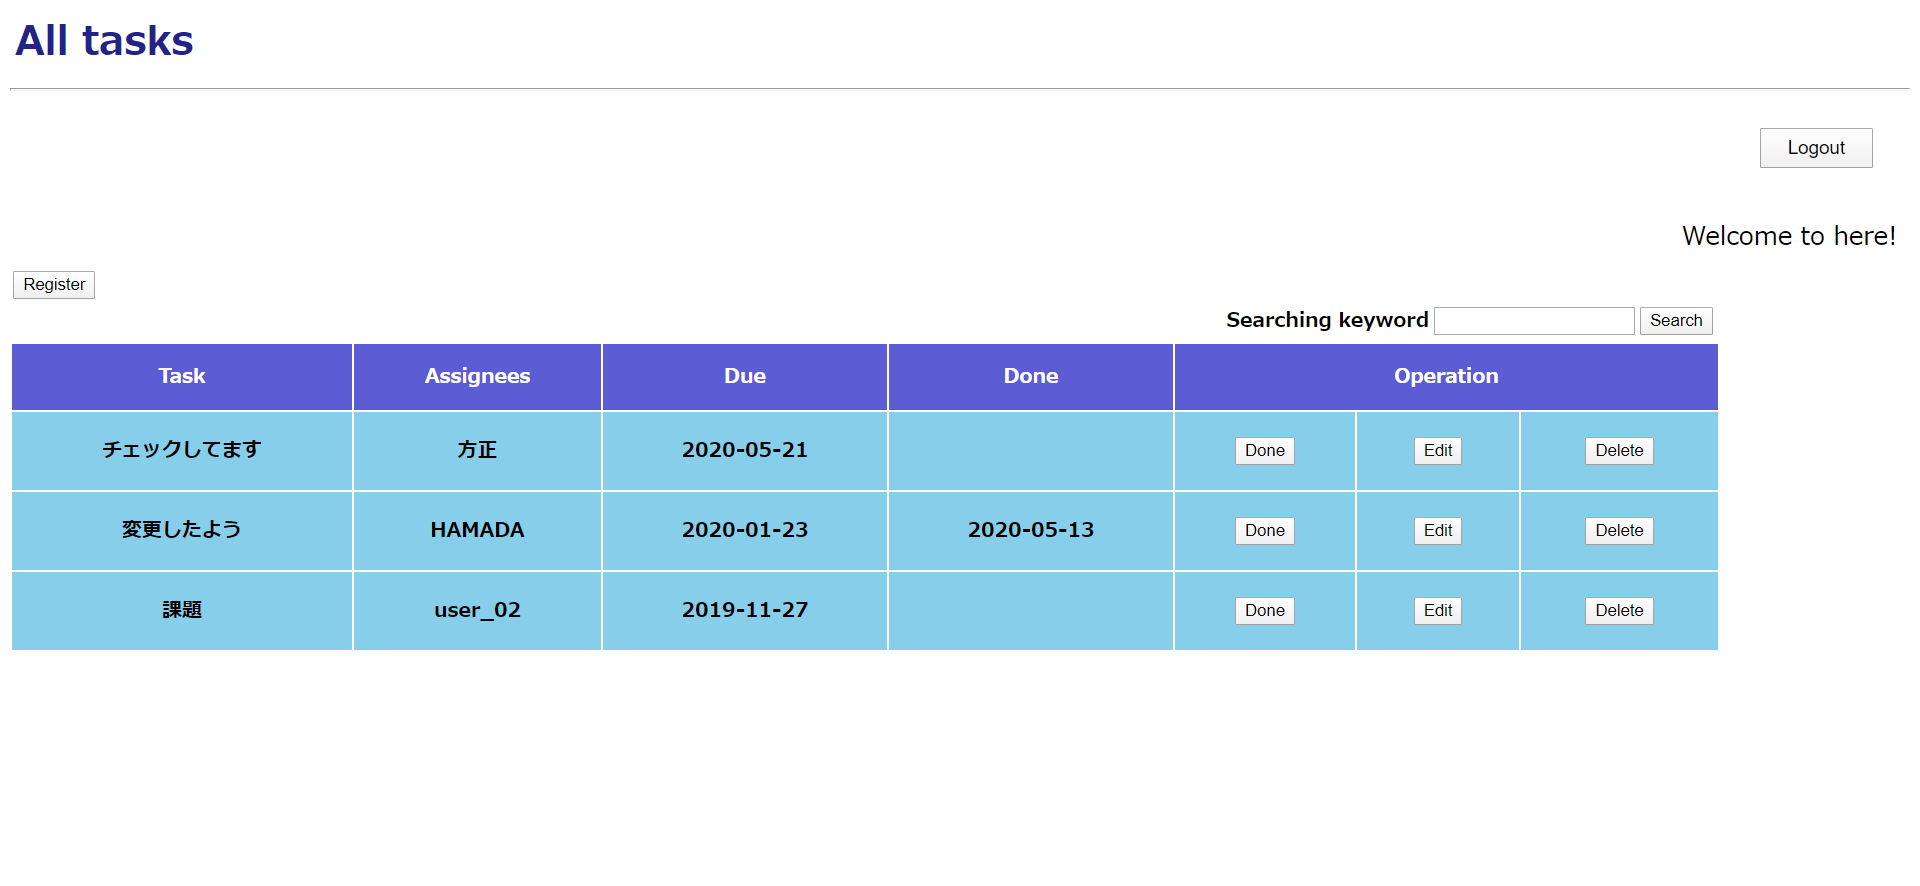 All tasks
Logout
Welcome to here!
Register
Searching keyword Search
Task Assignees Due Done Operation
チェックしてます 方正 2020-05-21 Done Edit Delete
変更したよう HAMADA 2020-01-23 2020-05-13 Done Edit Delete
課題 user_02 2019-11-27 Done Edit Delete